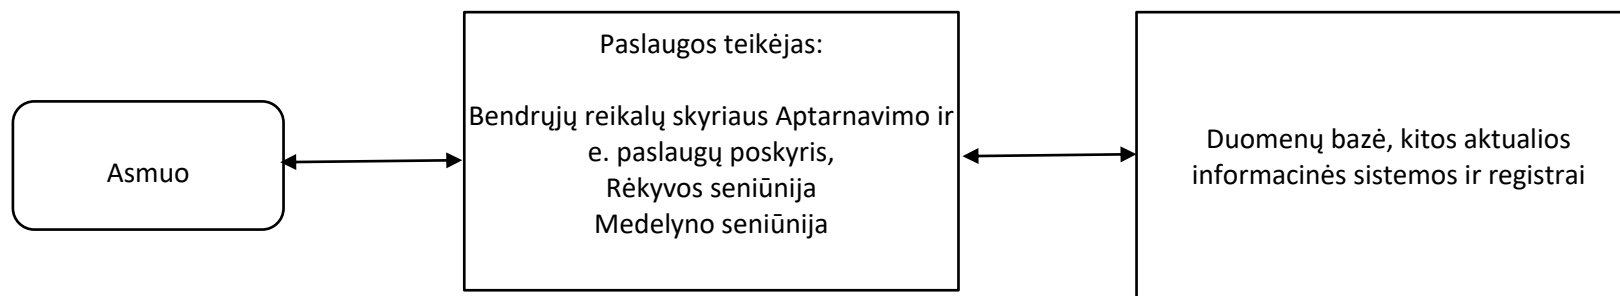 Asmuo
Paslaugos teikėjas:
Bendrųjų reikalų skyriaus Aptarnavimo ir
e. paslaugų poskyris,
Rėkyvos seniūnija
Medelyno seniūnija
Duomenų bazė, kitos aktualios
informacinės sistemos ir registrai